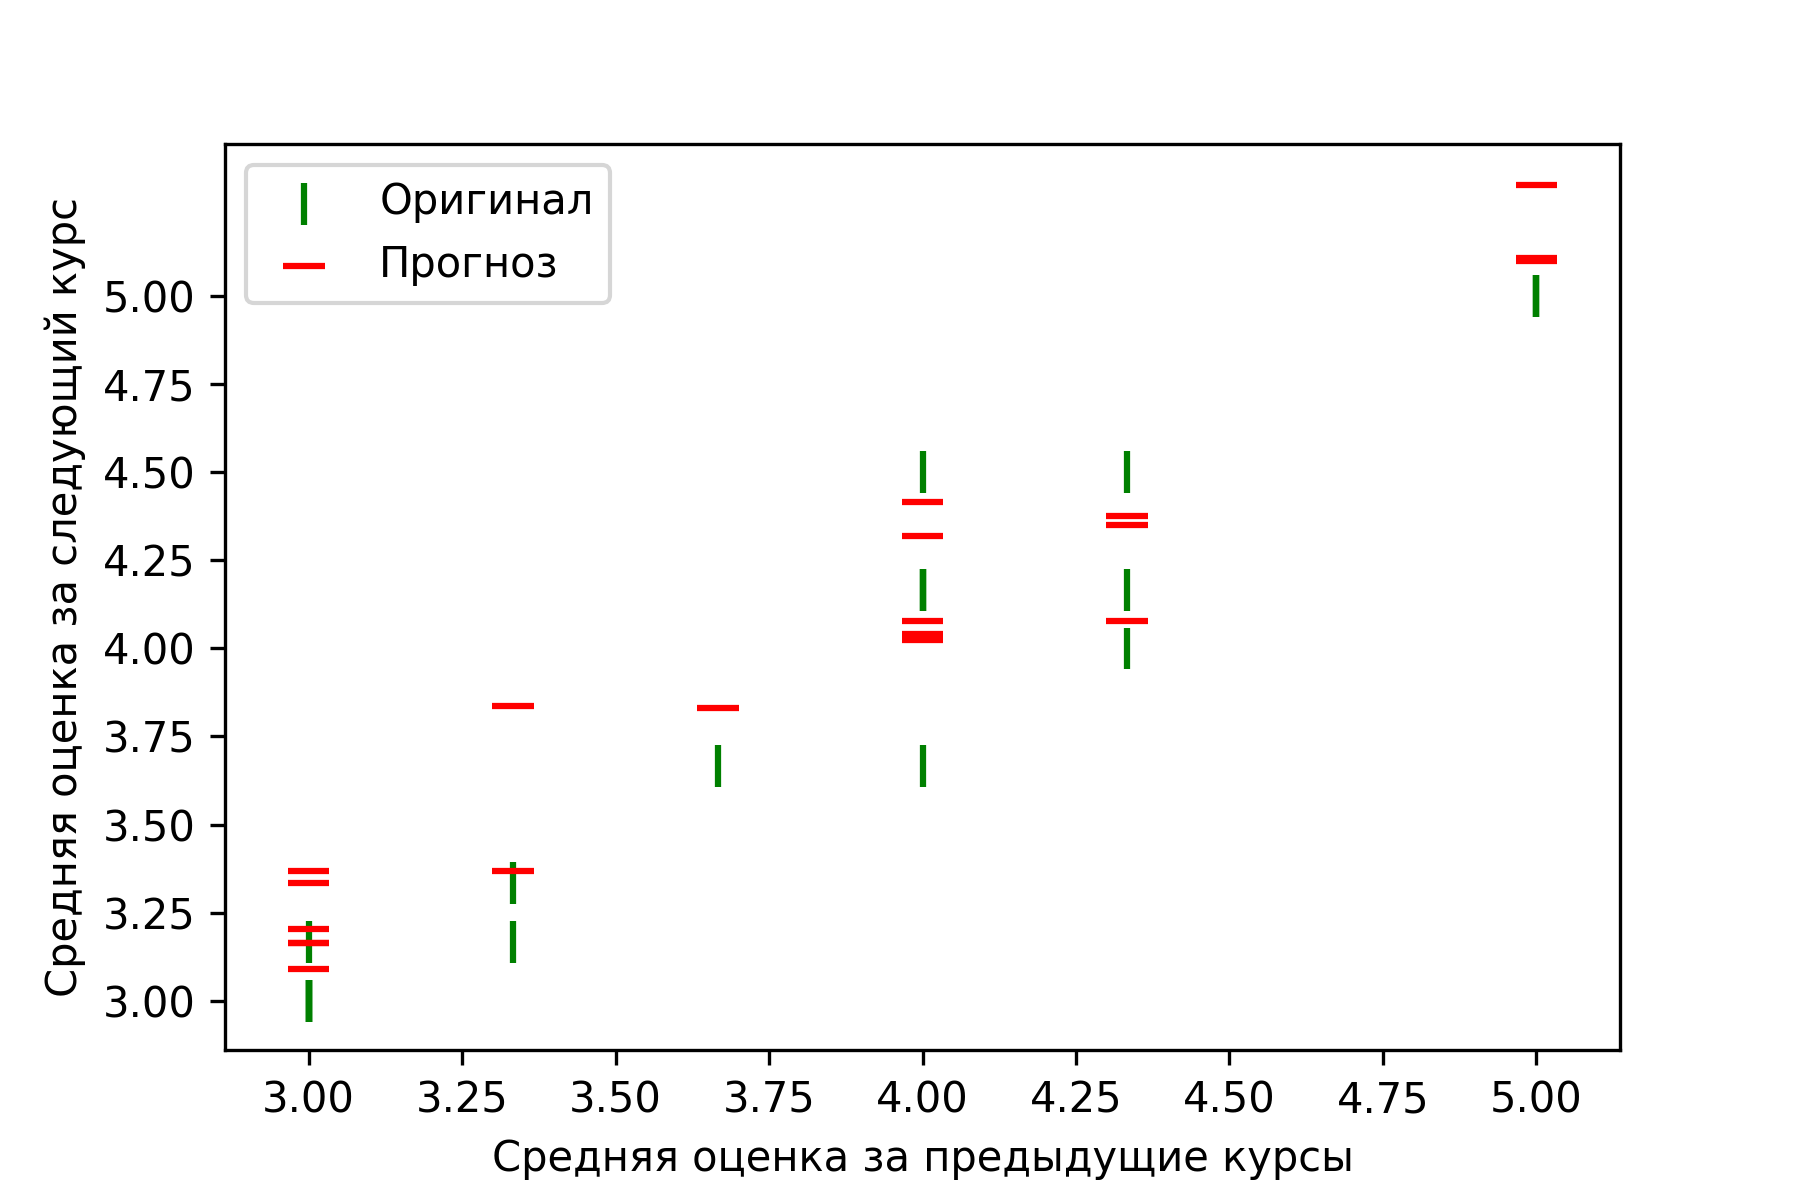 Оригинал
Прогноз
Средняя оценка за следующий курс
5.00
4.75
4.50
4.25
4.00
3.75
3.50
3.25
3.00
3.00 3.25 3.50 3.75 4.00 4.25 4.50 4.75 5.00
Средняя оценка за предыдущие курсы